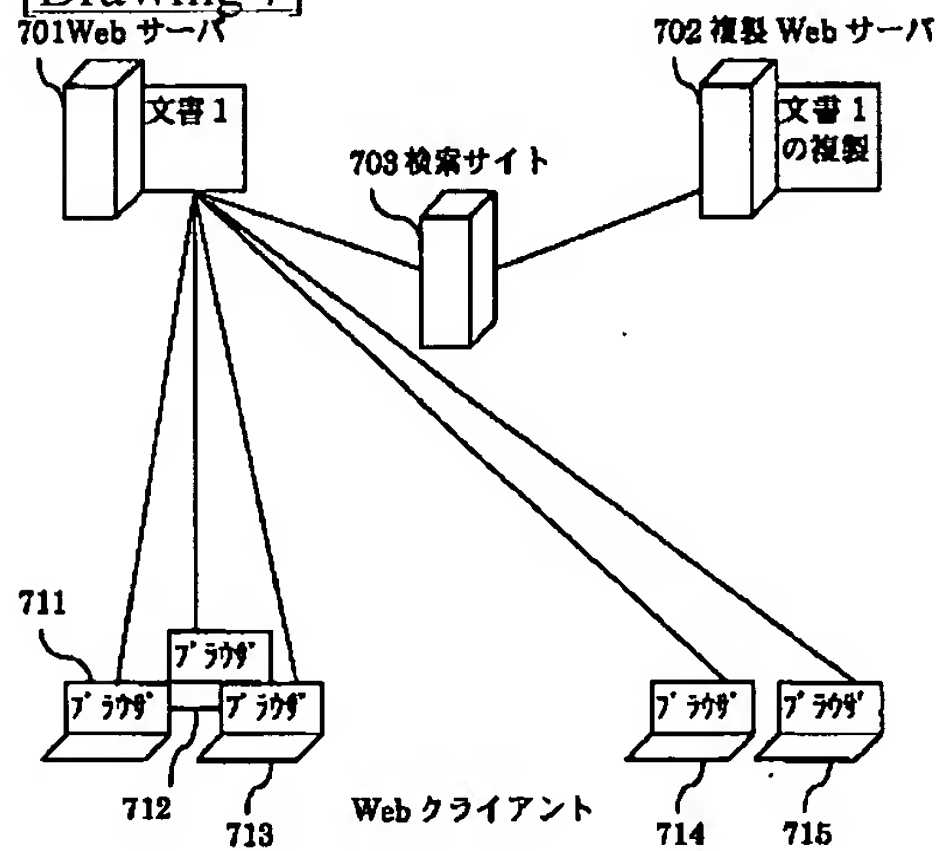 [Drawing 7]
701Web サーバ
702 複製 Web サーバ
文書 1
文書 1
の複製
703 検索サイト
711
ブラウザ
ブラウザ
ブラウザ
ブラウザ
ブラウザ
712
713
Web クライアント
714
715